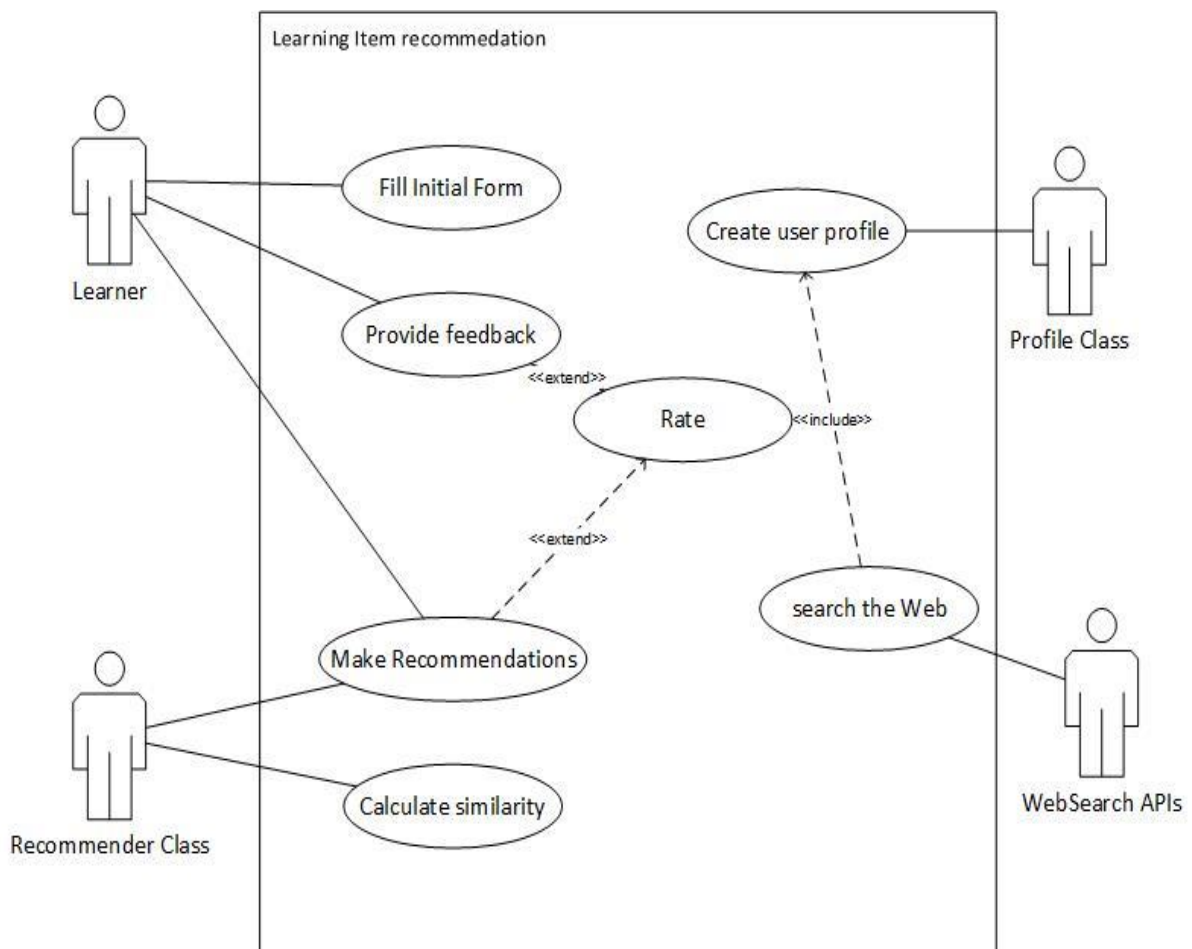 Learning Item recommedation
Fill Initial Form
Create user profile
Learner
Provide feedback
Profile Class
<<extend>>
Rate
<<include>>
<<extend>>
search the Web
Make Recommendations
WebSearch APIs
Calculate similarity
Recommender Class